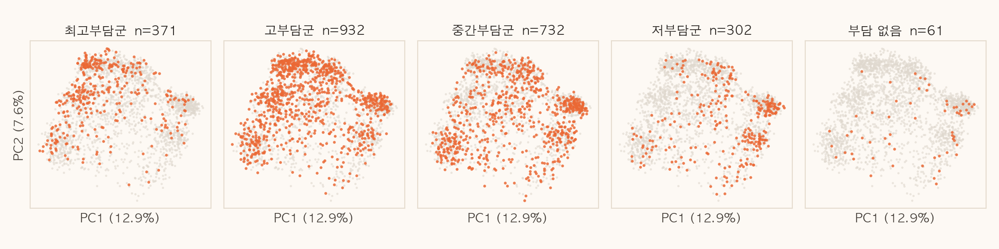 최고부담군 n=371
고부담군 n=932
중간부담군 n=732
저부담군 n=302
부담 없음 n=61
PC2 (7.6%)
PC1 (12.9%)
PC1 (12.9%)
PC1 (12.9%)
PC1 (12.9%)
PC1 (12.9%)